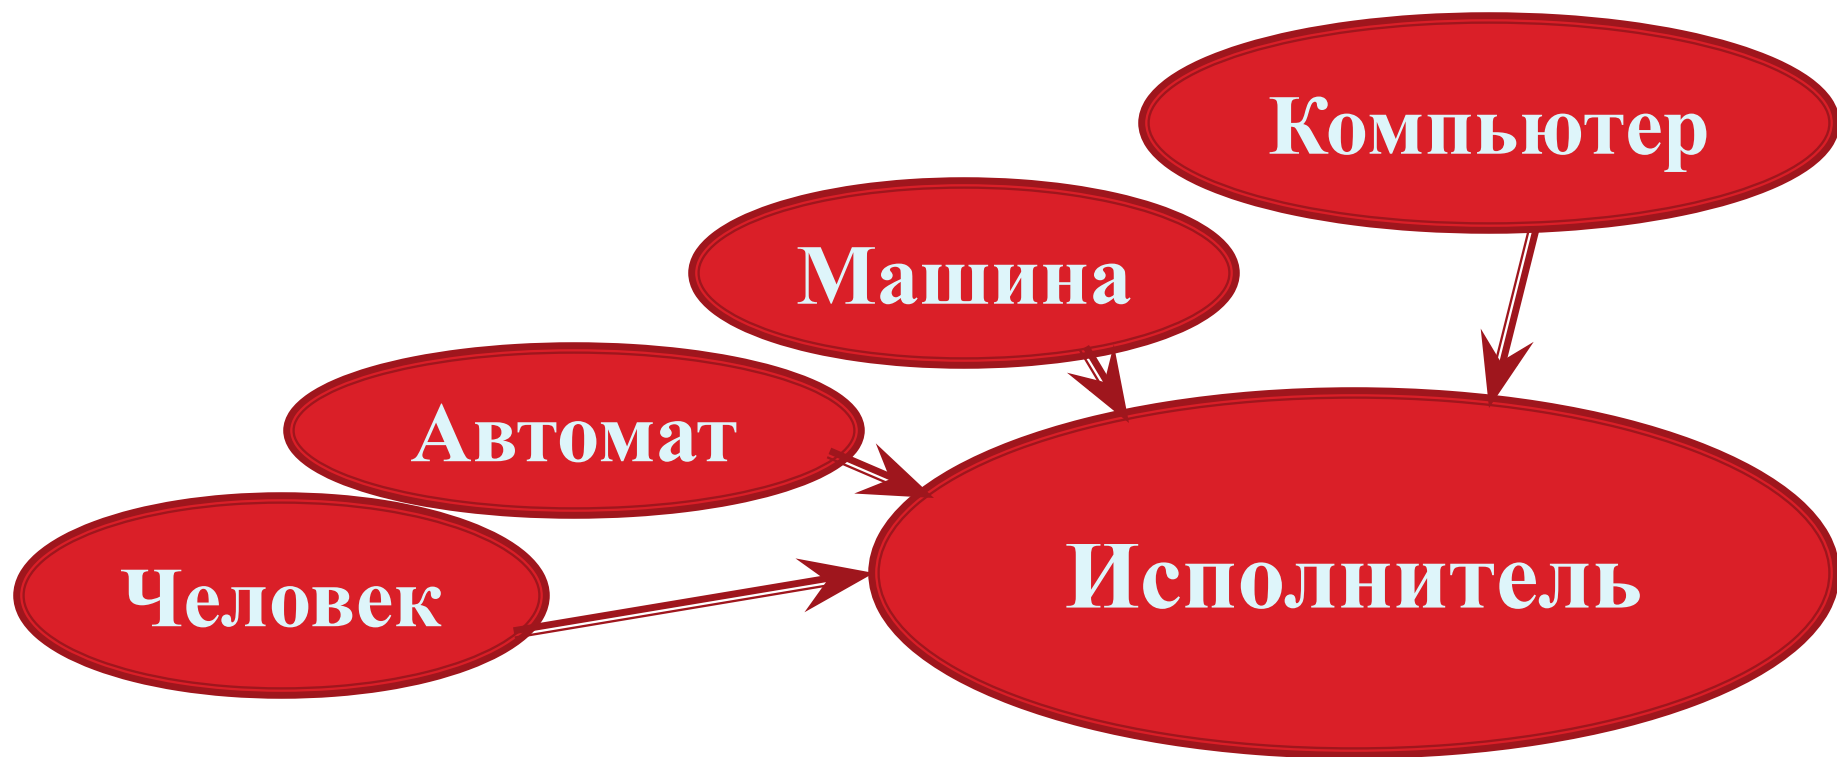 Компьютер
Машина
Автомат
Исполнитель
Человек